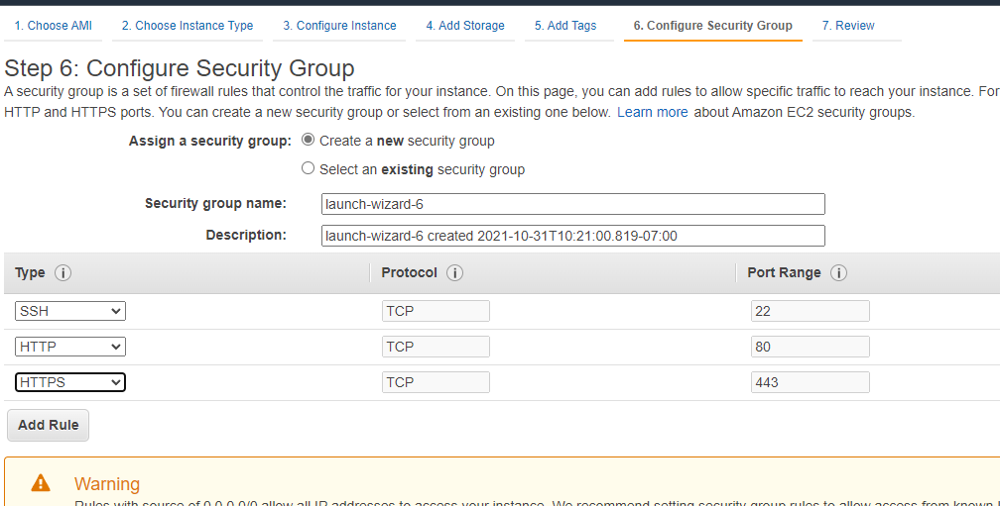 1. Choose AMI 2. Choose Instance Type 3. Configure Instance 4. Add Storage 5. Add Tags 6. Configure Security Group 7. Review
Step 6: Configure Security Group
A security group is a set of firewall rules that control the traffic for your instance. On this page, you can add rules to allow specific traffic to reach your instance. For
HTTP and HTTPS ports. You can create a new security group or select from an existing one below. Learn more about Amazon EC2 security groups.
Assign a security group: Create a new security group
Select an existing security group
Security group name: launch-wizard-6
Description: launch-wizard-6 created 2021-10-31T10:21:00.819-07:00
Type i Protocol i Port Range i
SSH TCP 22
HTTP TCP 80
HTTPS TCP 443
Add Rule
Warning
Rules with source of 0.0.0.0/0 allow all IP addresses to access your instance. We recommend setting security group rules to allow access from known